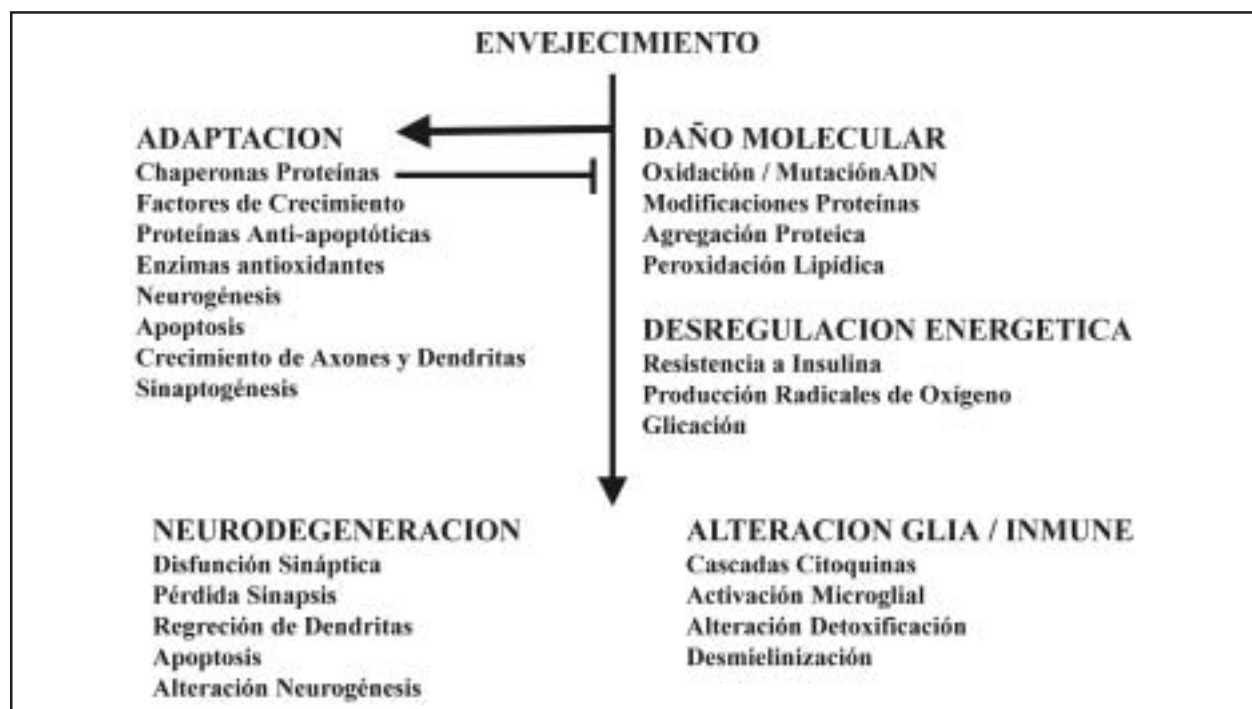 ENVEJECIMIENTO
ADAPTACION
Chaperonas Proteínas
Factores de Crecimiento
Proteínas Anti-apoptóticas
Enzimas antioxidantes
Neurogénesis
Apoptosis
Crecimiento de Axones y Dendritas
Sinaptogénesis
DAÑO MOLECULAR
Oxidación / MutaciónADN
Modificaciones Proteínas
Agregación Proteica
Peroxidación Lipídica
DESREGULACION ENERGETICA
Resistencia a Insulina
Producción Radicales de Oxígeno
Glicación
NEURODEGENERACION
Disfunción Sináptica
Pérdida Sinapsis
Regreción de Dendritas
Apoptosis
Alteración Neurogénesis
ALTERACION GLIA / INMUNE
Cascadas Citoquinas
Activación Microglial
Alteración Detoxificación
Desmielinización